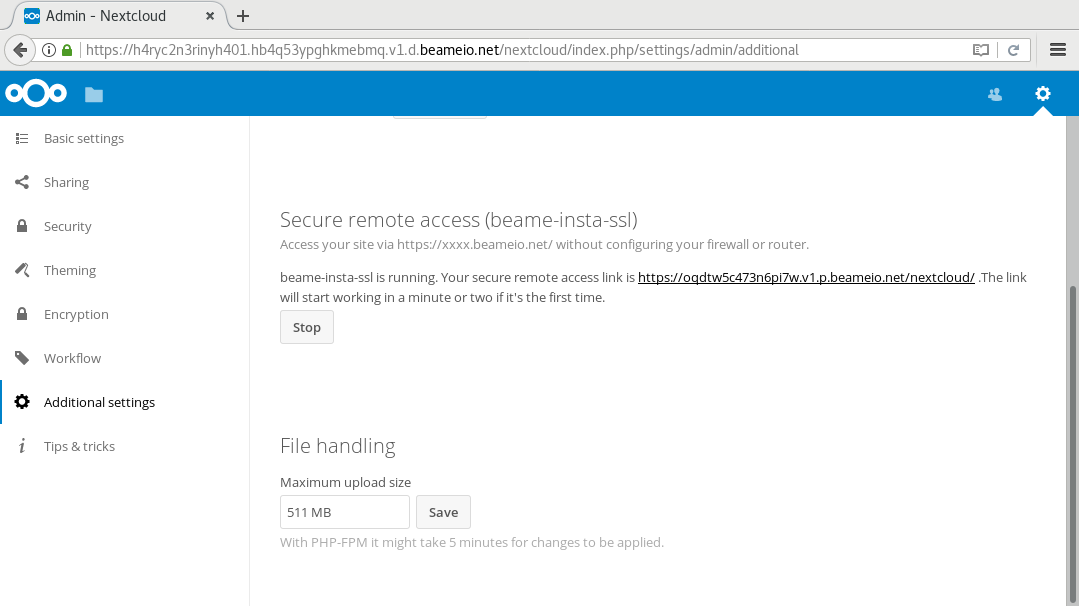 Admin - Nextcloud
https://h4ryc2n3rinyh401.hb4q53ypghkmebmq.v1.d.beameio.net/nextcloud/index.php/settings/admin/additional
Basic settings
Sharing
Security
Theming
Encryption
Workflow
Additional settings
Tips & tricks
Secure remote access (beame-insta-ssl)
Access your site via https://xxxx.beameio.net/ without configuring your firewall or router.
beame-insta-ssl is running. Your secure remote access link is https://oqdtw5c473n6pi7w.v1.p.beameio.net/nextcloud/ .The link
will start working in a minute or two if it's the first time.
Stop
File handling
Maximum upload size
511 MB
Save
With PHP-FPM it might take 5 minutes for changes to be applied.